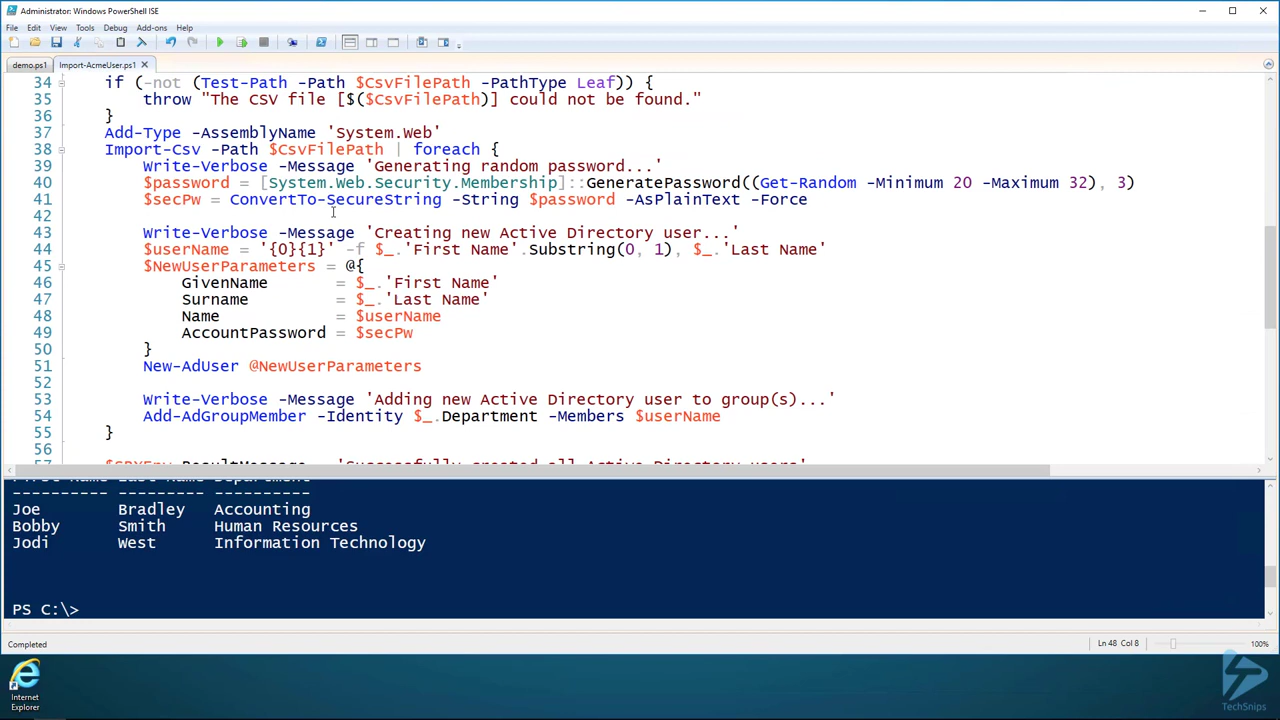 Administrator: Windows PowerShell ISE
File Edit View Tools Debug Add-ons Help
demo.ps1 Import-AcmeUser.ps1 X
34 if (-not (Test-Path -Path $CsvFilePath -PathType Leaf)) {
35 throw "The CSV file [$($CsvFilePath)] could not be found."
36 }
37 Add-Type -AssemblyName 'System.Web'
38 Import-Csv -Path $CsvFilePath | foreach {
39 Write-Verbose -Message 'Generating random password...'
40 $password = [System.Web.Security.Membership]::GeneratePassword((Get-Random -Minimum 20 -Maximum 32), 3)
41 $secPw = ConvertTo-SecureString -String $password -AsPlainText -Force
42
43 Write-Verbose -Message 'Creating new Active Directory user...'
44 $userName = '{0}{1}' -f $_.'First Name'.Substring(0, 1), $_.'Last Name'
45 $NewUserParameters = @{
46 GivenName = $_.'First Name'
47 Surname = $_.'Last Name'
48 Name = $userName
49 AccountPassword = $secPw
50 }
51 New-AdUser @NewUserParameters
52
53 Write-Verbose -Message 'Adding new Active Directory user to group(s)...'
54 Add-AdGroupMember -Identity $_.Department -Members $userName
55 }
56
57 ResultMessage = 'Successfully created all Active Directory users'
First Name Last Name Department
---------- --------- ----------
Joe Bradley Accounting
Bobby Smith Human Resources
Jodi West Information Technology
PS C:\>
Completed Ln 48 Col 8 100%
Internet
Explorer
TechSnips